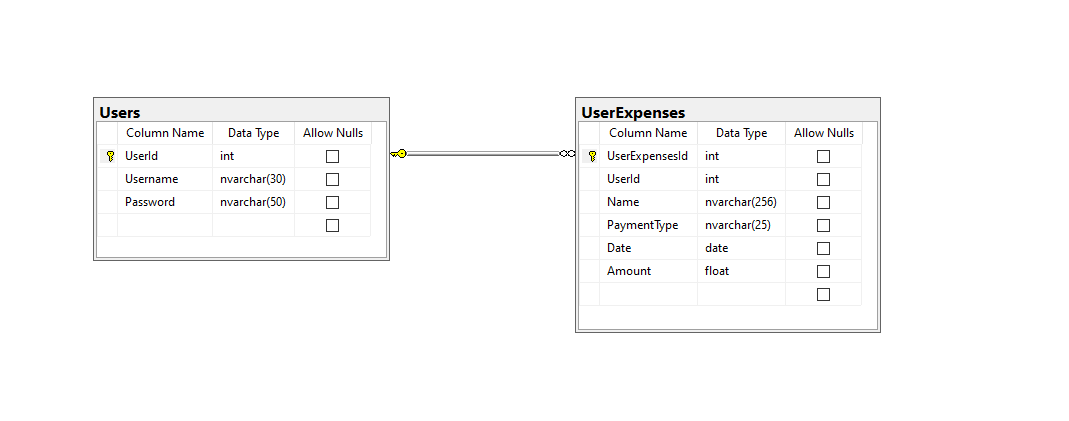 Users
Column Name Data Type Allow Nulls
UserId int
Username nvarchar(30)
Password nvarchar(50)
UserExpenses
Column Name Data Type Allow Nulls
UserExpensesId int
UserId int
Name nvarchar(256)
PaymentType nvarchar(25)
Date date
Amount float